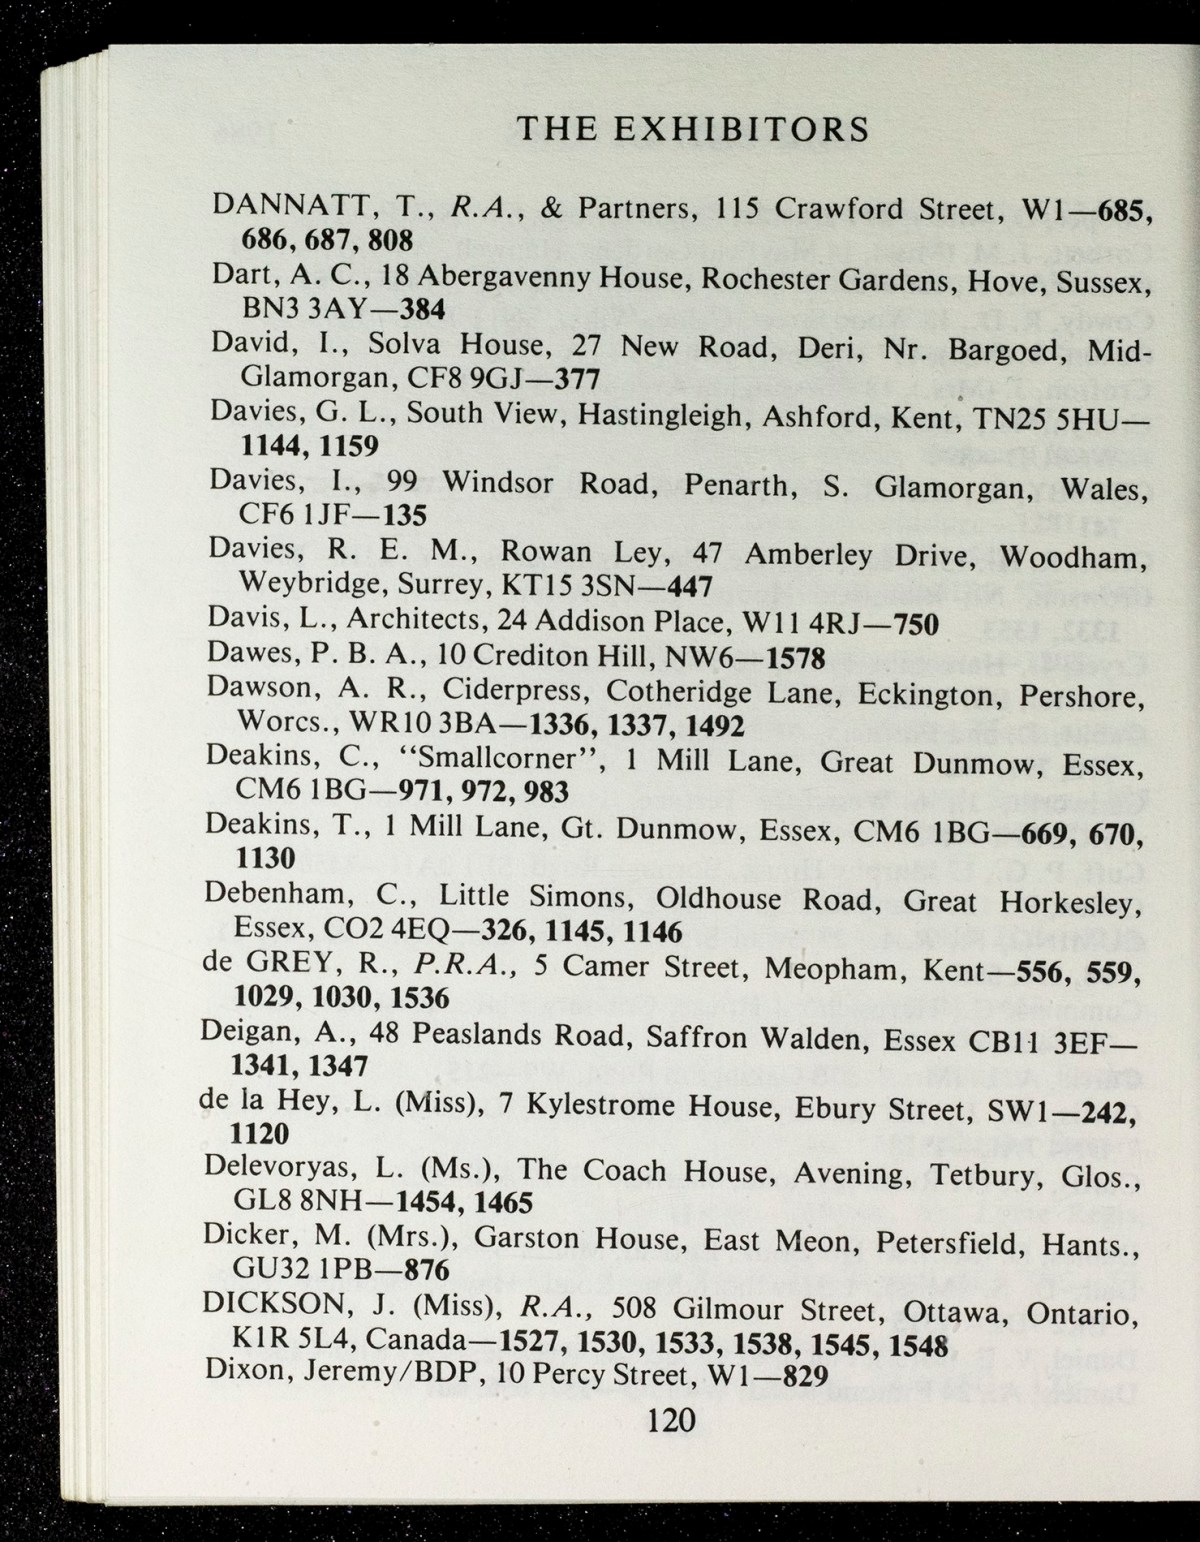 THE EXHIBITORS
DANNATT, T., R.A., & Partners, 115 Crawford Street, W1—685,
686, 687, 808
Dart, A. C., 18 Abergavenny House, Rochester Gardens, Hove, Sussex,
BN3 3AY—384
David, I., Solva House, 27 New Road, Deri, Nr. Bargoed, Mid-
Glamorgan, CF8 9GJ—377
Davies, G. L., South View, Hastingleigh, Ashford, Kent, TN25 5HU—
1144, 1159
Davies, I., 99 Windsor Road, Penarth, S. Glamorgan, Wales,
CF6 1JF—135
Davies, R. E. M., Rowan Ley, 47 Amberley Drive, Woodham,
Weybridge, Surrey, KT15 3SN—447
Davis, L., Architects, 24 Addison Place, W11 4RJ—750
Dawes, P. B. A., 10 Crediton Hill, NW6—1578
Dawson, A. R., Ciderpress, Cotheridge Lane, Eckington, Pershore,
Worcs., WR10 3BA—1336, 1337, 1492
Deakins, C., “Smallcorner”, 1 Mill Lane, Great Dunmow, Essex,
CM6 1BG—971, 972, 983
Deakins, T., 1 Mill Lane, Gt. Dunmow, Essex, CM6 1BG—669, 670,
1130
Debenham, C., Little Simons, Oldhouse Road, Great Horkesley,
Essex, CO2 4EQ—326, 1145, 1146
de GREY, R., P.R.A., 5 Camer Street, Meopham, Kent—556, 559,
1029, 1030, 1536
Deigan, A., 48 Peaslands Road, Saffron Walden, Essex CB11 3EF—
1341, 1347
de la Hey, L. (Miss), 7 Kylestrome House, Ebury Street, SW1—242,
1120
Delevoryas, L. (Ms.), The Coach House, Avening, Tetbury, Glos.,
GL8 8NH—1454, 1465
Dicker, M. (Mrs.), Garston House, East Meon, Petersfield, Hants.,
GU32 1PB—876
DICKSON, J. (Miss), R.A., 508 Gilmour Street, Ottawa, Ontario,
K1R 5L4, Canada—1527, 1530, 1533, 1538, 1545, 1548
Dixon, Jeremy/BDP, 10 Percy Street, W1—829
120